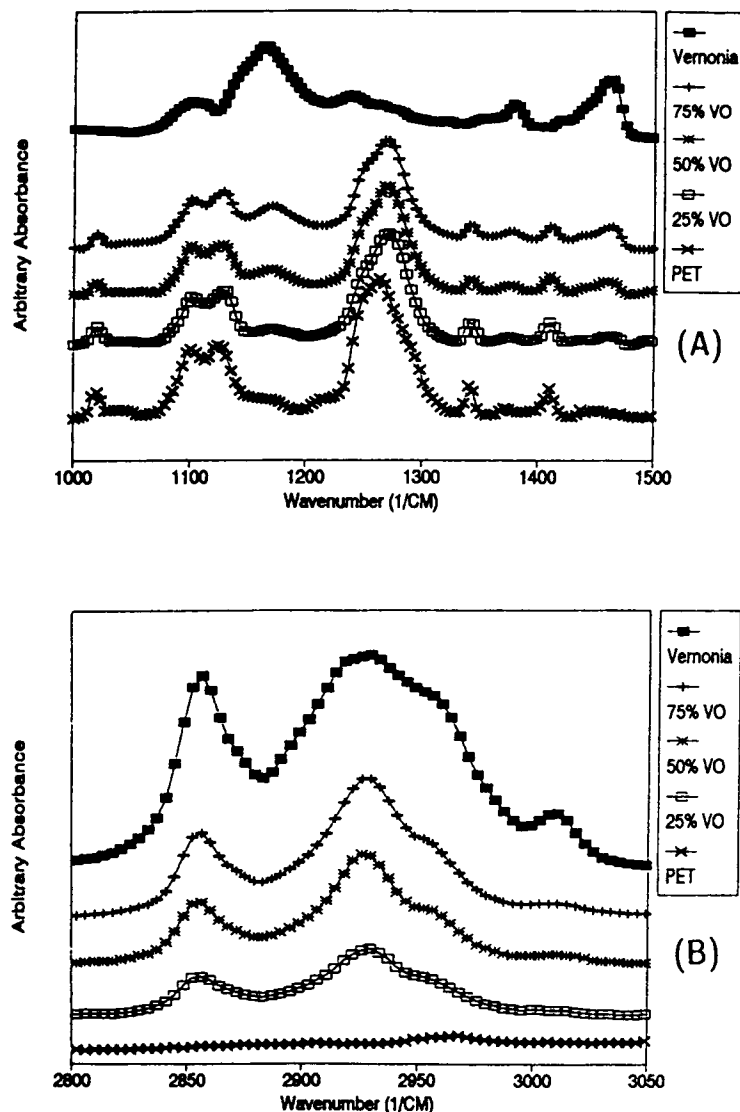 Arbitrary Absorbance
Vernonia
75% VO
50% VO
25% VO
PET
(A)
1000 1100 1200 1300 1400 1500
Wavenumber (1/CM)
Arbitrary Absorbance
Vernonia
75% VO
50% VO
25% VO
PET
(B)
2800 2850 2900 2950 3000 3050
Wavenumber (1/CM)